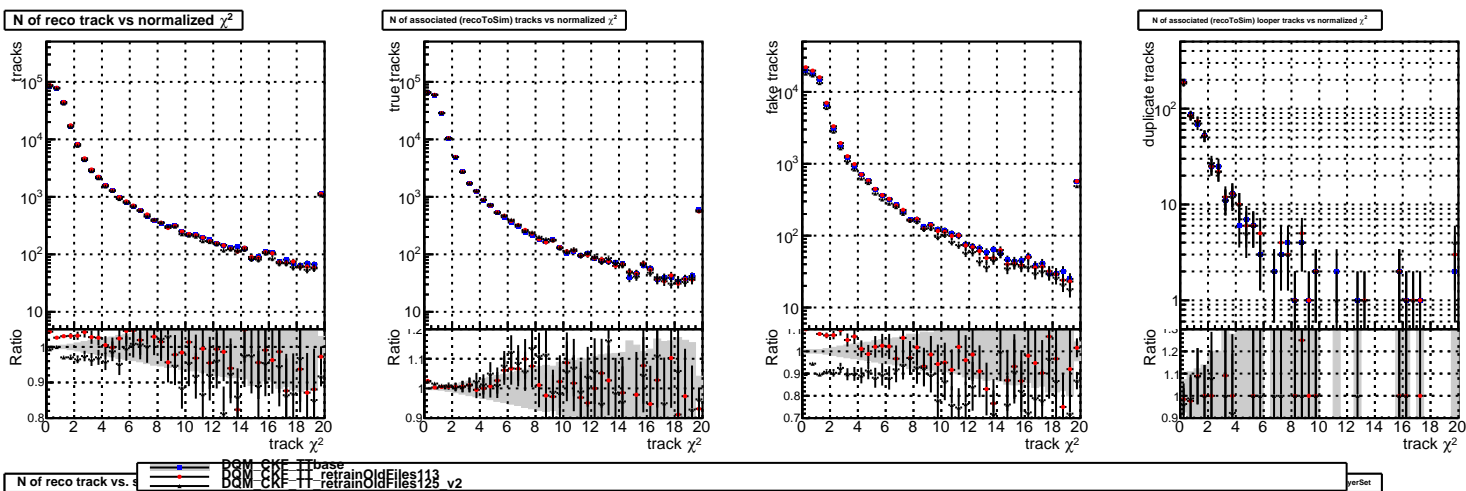 N of reco track vs normalized χ²
N of associated (recoToSim) tracks vs normalized χ²
N of associated (recoToSim) looper tracks vs normalized χ²
tracks
10⁵
10⁴
10³
10²
10
Ratio
1
0.9
0.8
0 2 4 6 8 10 12 14 16 18 20
track χ²
true tracks
10⁵
10⁴
10³
10²
10
Ratio
1.1
1
0.9
0 2 4 6 8 10 12 14 16 18 20
track χ²
fake tracks
10⁴
10³
10²
10
Ratio
1.1
1
0.9
0.8
0.7
0 2 4 6 8 10 12 14 16 18 20
track χ²
duplicate tracks
10²
10
1
Ratio
1.3
1.2
1.1
1
0.9
0 2 4 6 8 10 12 14 16 18 20
track χ²
N of reco track vs. s
DQM_CKF_TTbase
DQM_CKF_TT_retrainOldFiles113
DQM_CKF_TT_retrainOldFiles125_v2
yerSet